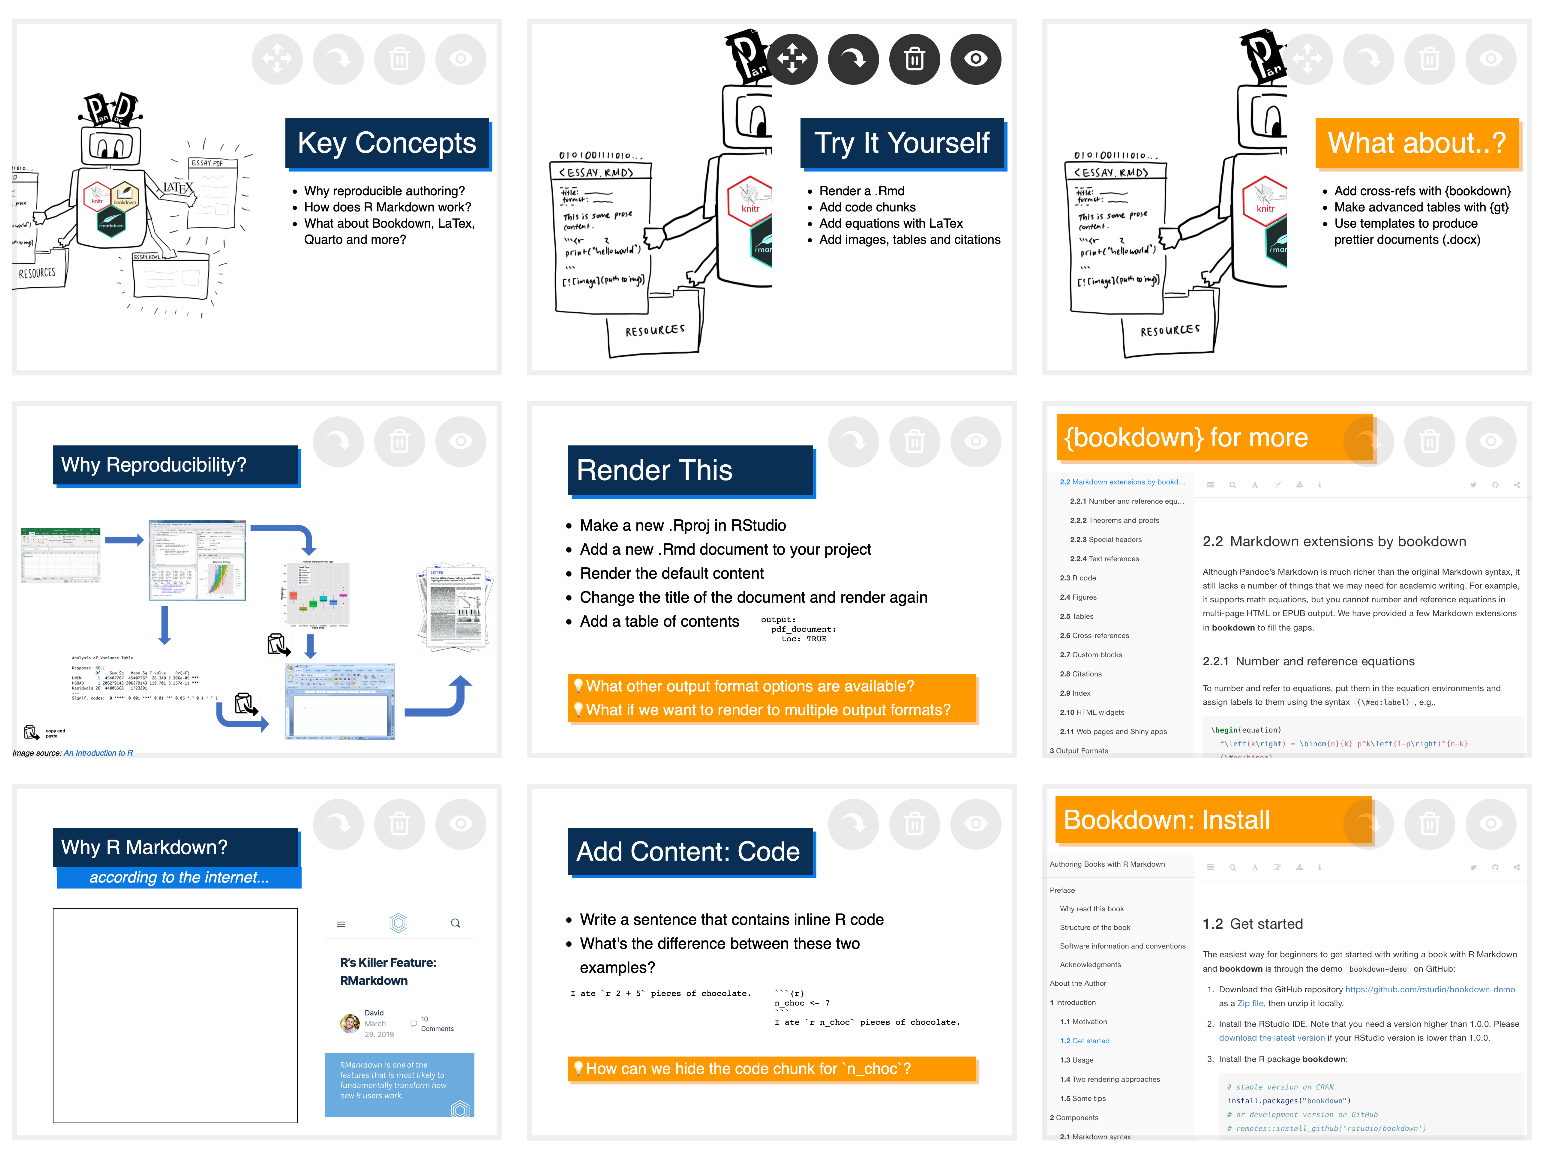 Pan Doc
knitr
bookdown
rmarkdown
LATEX
ESSAY.PDF
ESSAY.HTML
RESOURCES
Key Concepts
Why reproducible authoring?
How does R Markdown work?
What about Bookdown, LaTex,
Quarto and more?
Pan
010100111010...
<ESSAY.RMD>
title:
format:
This is some prose
content.
```{r }
print("helloworld")
```
[![image](path to img)]
knitr
RESOURCES
Try It Yourself
Render a .Rmd
Add code chunks
Add equations with LaTex
Add images, tables and citations
Pan
010100111010...
<ESSAY.RMD>
title:
format:
This is some prose
content.
print("helloworld")
```
[![image](path to img)]
knitr
RESOURCES
What about..?
Add cross-refs with {bookdown}
Make advanced tables with {gt}
Use templates to produce
prettier documents (.docx)
Why Reproducibility?
Analysis of Variance Table
copy and
paste
Image source: An Introduction to R
Render This
Make a new .Rproj in RStudio
Add a new .Rmd document to your project
Render the default content
Change the title of the document and render again
Add a table of contents
output:
pdf_document:
toc: TRUE
What other output format options are available?
What if we want to render to multiple output formats?
{bookdown} for more
2.2 Markdown extensions by bookd...
2.2.1 Number and reference equ...
2.2.2 Theorems and proofs
2.2.3 Special headers
2.2.4 Text references
2.3 R code
2.4 Figures
2.5 Tables
2.6 Cross-references
2.7 Custom blocks
2.8 Citations
2.9 Index
2.10 HTML widgets
2.11 Web pages and Shiny apps
3 Output Formats
2.2 Markdown extensions by bookdown
Although Pandoc's Markdown is much richer than the original Markdown syntax, it
still lacks a number of things that we may need for academic writing. For example,
it supports math equations, but you cannot number and reference equations in
multi-page HTML or EPUB output. We have provided a few Markdown extensions
in bookdown to fill the gaps.
2.2.1 Number and reference equations
To number and refer to equations, put them in the equation environments and
assign labels to them using the syntax (\#eq:label) , e.g.,
\begin{equation}
f\left(k\right) = \binom{n}{k} p^k\left(1-p\right)^{n-k}
(\#eq:binom)
Why R Markdown?
according to the internet...
R's Killer Feature:
RMarkdown
David
March
29, 2019
10
Comments
RMarkdown is one of the
features that is most likely to
fundamentally transform how
new R users work.
Add Content: Code
Write a sentence that contains inline R code
What's the difference between these two
examples?
I ate `r 2 + 5` pieces of chocolate.
```{r}
n_choc <- 7
```
I ate `r n_choc` pieces of chocolate.
How can we hide the code chunk for `n_choc`?
Bookdown: Install
Authoring Books with R Markdown
Preface
Why read this book
Structure of the book
Software information and conventions
Acknowledgments
About the Author
1 Introduction
1.1 Motivation
1.2 Get started
1.3 Usage
1.4 Two rendering approaches
1.5 Some tips
2 Components
2.1 Markdown syntax
1.2 Get started
The easiest way for beginners to get started with writing a book with R Markdown
and bookdown is through the demo bookdown-demo on GitHub:
1. Download the GitHub repository https://github.com/rstudio/bookdown-demo
as a Zip file, then unzip it locally.
2. Install the RStudio IDE. Note that you need a version higher than 1.0.0. Please
download the latest version if your RStudio version is lower than 1.0.0.
3. Install the R package bookdown:
# stable version on CRAN
install.packages("bookdown")
# or development version on GitHub
# remotes::install_github('rstudio/bookdown')